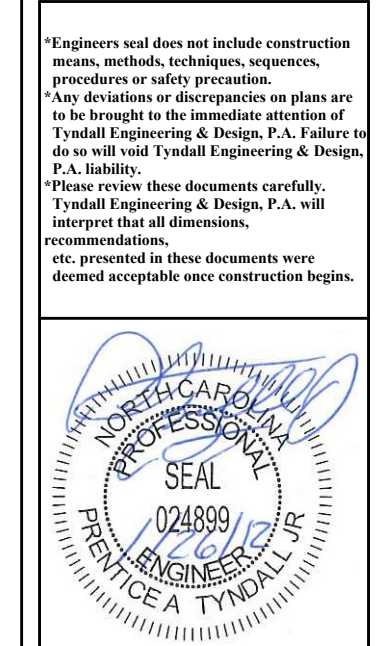 *Engineers seal does not include construction
means, methods, techniques, sequences,
procedures or safety precaution.
*Any deviations or discrepancies on plans are
to be brought to the immediate attention of
Tyndall Engineering & Design, P.A. Failure to
do so will void Tyndall Engineering & Design,
P.A. liability.
*Please review these documents carefully.
Tyndall Engineering & Design, P.A. will
interpret that all dimensions,
recommendations,
etc. presented in these documents were
deemed acceptable once construction begins.
NORTH CAROLINA
PROFESSIONAL
SEAL
024899
1/26/12
ENGINEER
PRENTICE A TYNDALL JR